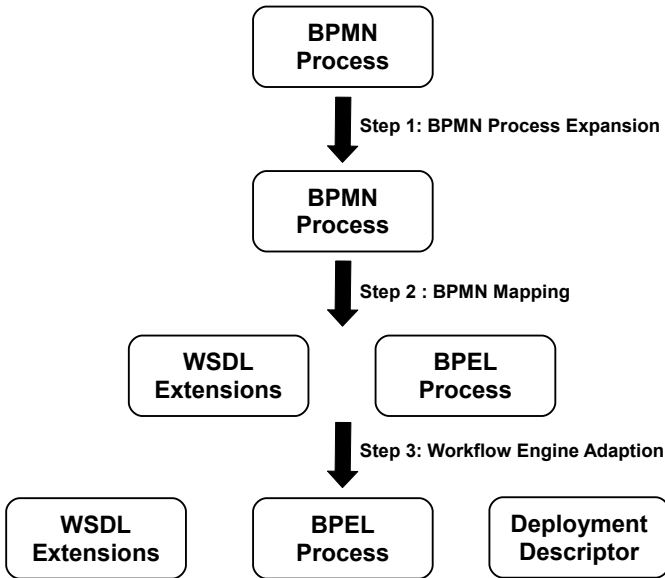 BPMN
Process
Step 1: BPMN Process Expansion
BPMN
Process
Step 2 : BPMN Mapping
WSDL
Extensions
BPEL
Process
Step 3: Workflow Engine Adaption
WSDL
Extensions
BPEL
Process
Deployment
Descriptor